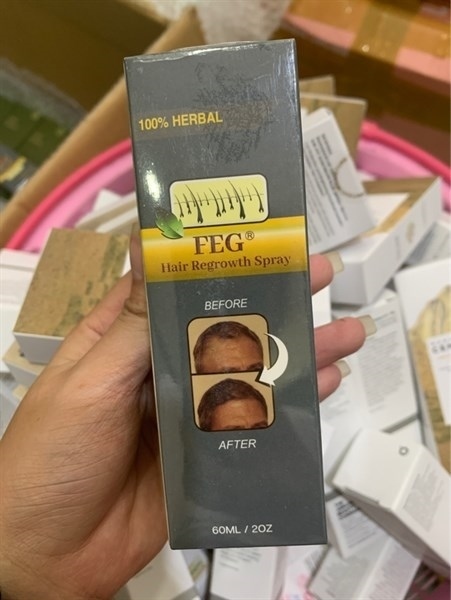 100% HERBAL
FEG®
Hair Regrowth Spray
BEFORE
AFTER
60ML / 2OZ